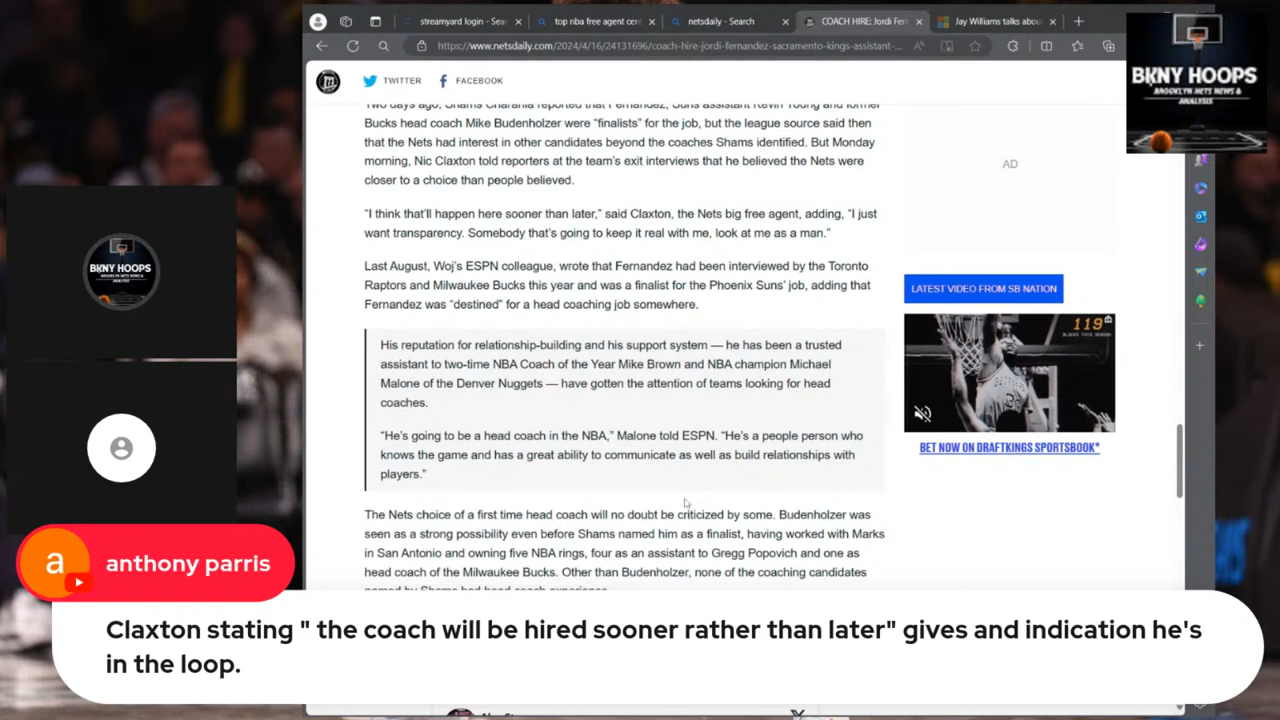 streamyard login - Sear
top nba free agent cen
netsdaily - Search
COACH HIRE: Jordi Fern
Jay Williams talks abou
https://www.netsdaily.com/2024/4/16/24131696/coach-hire-jordi-fernandez-sacramento-kings-assistant-...
TWITTER
FACEBOOK
BKNY HOOPS
BROOKLYN NETS NEWS &
ANALYSIS
Two days ago, Shams Charania reported that Fernandez, Suns assistant Kevin Young and former
Bucks head coach Mike Budenholzer were “finalists” for the job, but the league source said then
that the Nets had interest in other candidates beyond the coaches Shams identified. But Monday
morning, Nic Claxton told reporters at the team’s exit interviews that he believed the Nets were
closer to a choice than people believed.
“I think that’ll happen here sooner than later,” said Claxton, the Nets big free agent, adding, “I just
want transparency. Somebody that’s going to keep it real with me, look at me as a man.”
Last August, Woj’s ESPN colleague, wrote that Fernandez had been interviewed by the Toronto
Raptors and Milwaukee Bucks this year and was a finalist for the Phoenix Suns’ job, adding that
Fernandez was “destined” for a head coaching job somewhere.
His reputation for relationship-building and his support system — he has been a trusted
assistant to two-time NBA Coach of the Year Mike Brown and NBA champion Michael
Malone of the Denver Nuggets — have gotten the attention of teams looking for head
coaches.
“He’s going to be a head coach in the NBA,” Malone told ESPN. “He’s a people person who
knows the game and has a great ability to communicate as well as build relationships with
players.”
The Nets choice of a first time head coach will no doubt be criticized by some. Budenholzer was
seen as a strong possibility even before Shams named him as a finalist, having worked with Marks
in San Antonio and owning five NBA rings, four as an assistant to Gregg Popovich and one as
head coach of the Milwaukee Bucks. Other than Budenholzer, none of the coaching candidates
named by Shams had head coach experience.
AD
LATEST VIDEO FROM SB NATION
119
BET NOW ON DRAFTKINGS SPORTSBOOK*
BKNY HOOPS
a
anthony parris
Claxton stating " the coach will be hired sooner rather than later" gives and indication he's
in the loop.